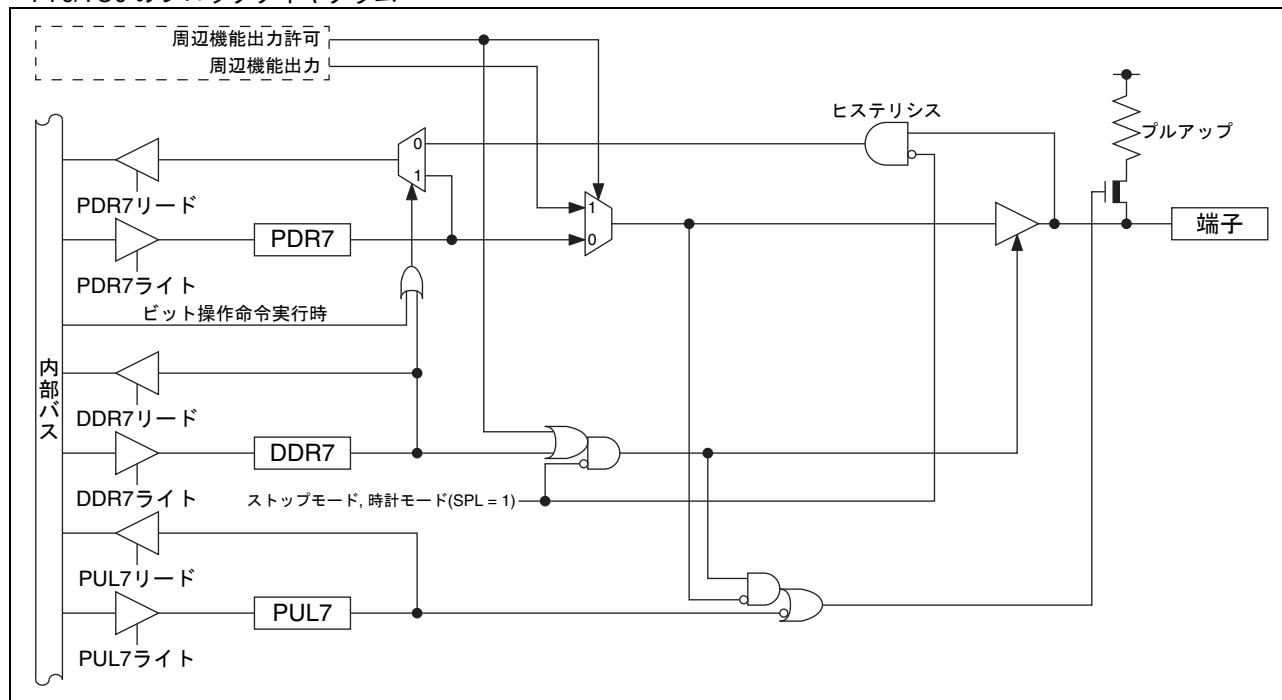 周辺機能出力許可
周辺機能出力
ヒステリシス
プルアップ
0
1
PDR7リード
1
0
端子
PDR7
PDR7ライト
ビット操作命令実行時
内部バス
DDR7リード
DDR7
DDR7ライト
ストップモード, 時計モード(SPL = 1)
PUL7リード
PUL7
PUL7ライト